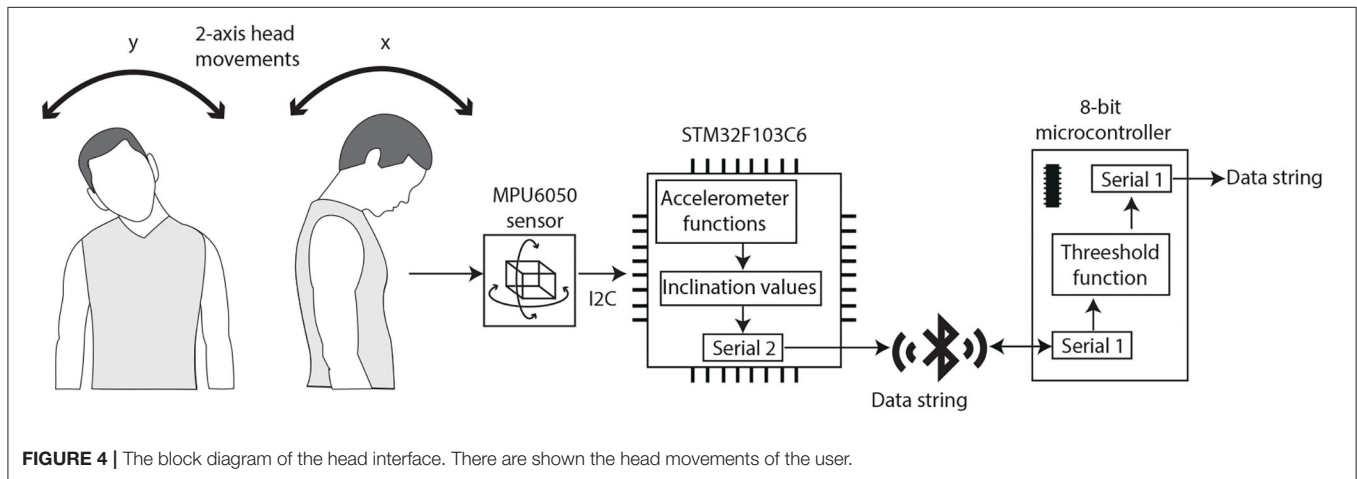 y
2-axis head
movements
x
MPU6050
sensor
I2C
STM32F103C6
Accelerometer
functions
Inclination values
Serial 2
Data string
8-bit
microcontroller
Serial 1
Data string
Threeshold
function
Serial 1
FIGURE 4 | The block diagram of the head interface. There are shown the head movements of the user.